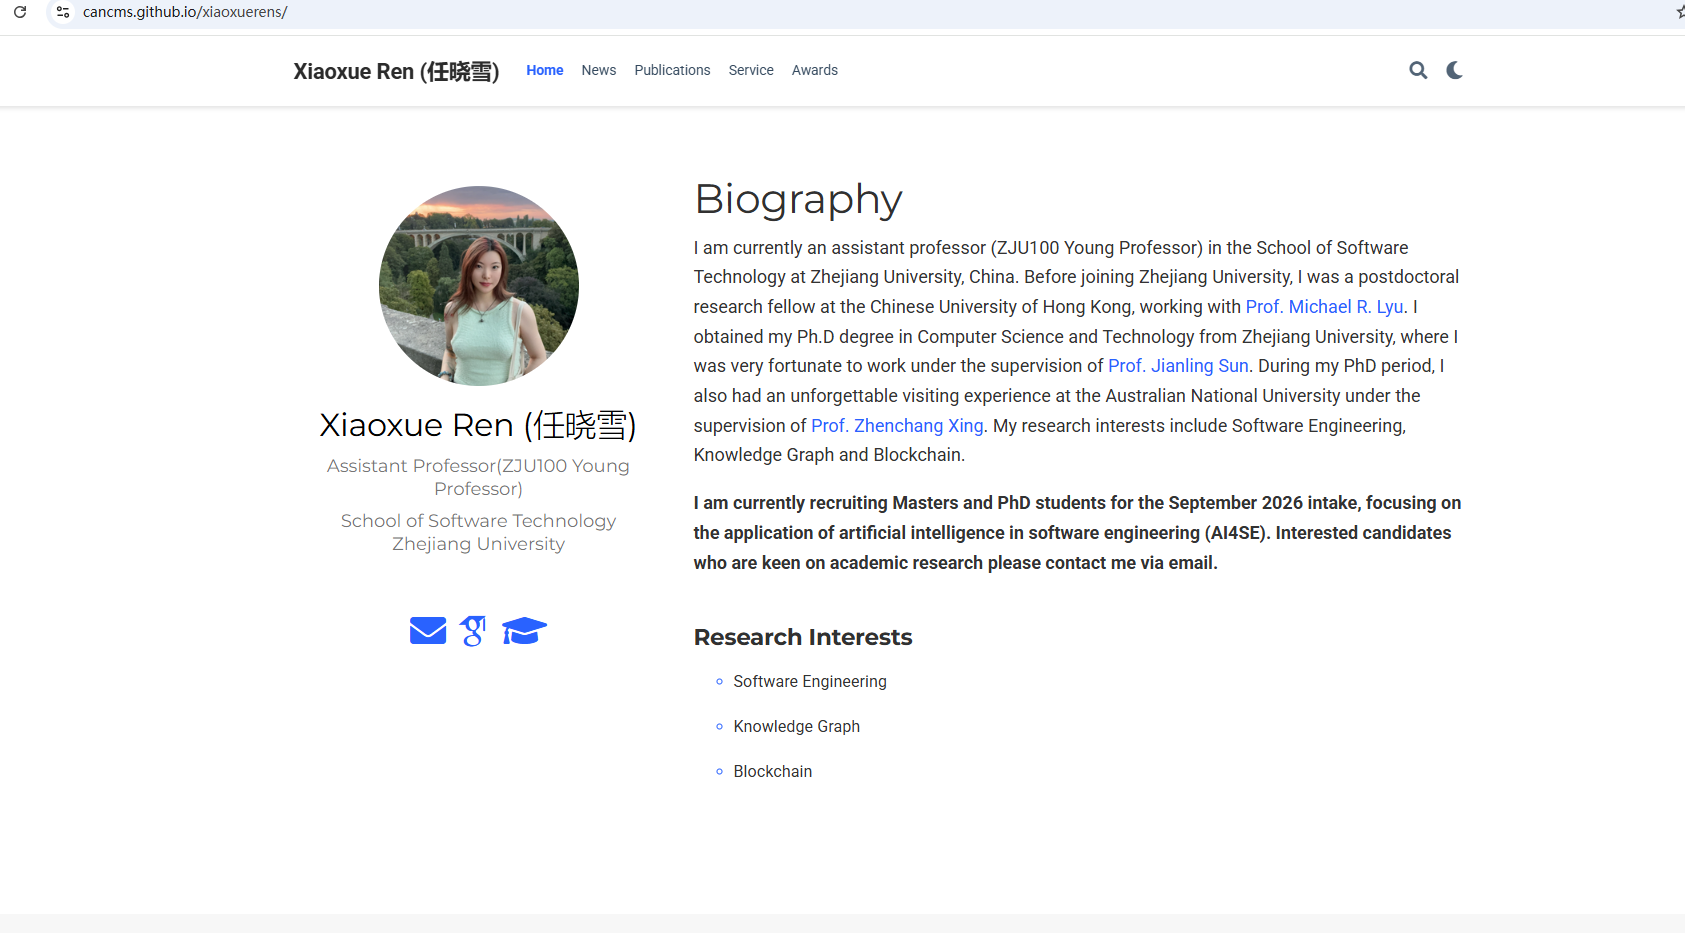 cancms.github.io/xiaoxuerens/
Xiaoxue Ren (任晓雪)
Home
News
Publications
Service
Awards
Xiaoxue Ren (任晓雪)
Assistant Professor(ZJU100 Young
Professor)
School of Software Technology
Zhejiang University
Biography
I am currently an assistant professor (ZJU100 Young Professor) in the School of Software
Technology at Zhejiang University, China. Before joining Zhejiang University, I was a postdoctoral
research fellow at the Chinese University of Hong Kong, working with Prof. Michael R. Lyu. I
obtained my Ph.D degree in Computer Science and Technology from Zhejiang University, where I
was very fortunate to work under the supervision of Prof. Jianling Sun. During my PhD period, I
also had an unforgettable visiting experience at the Australian National University under the
supervision of Prof. Zhenchang Xing. My research interests include Software Engineering,
Knowledge Graph and Blockchain.
I am currently recruiting Masters and PhD students for the September 2026 intake, focusing on
the application of artificial intelligence in software engineering (AI4SE). Interested candidates
who are keen on academic research please contact me via email.
Research Interests
Software Engineering
Knowledge Graph
Blockchain